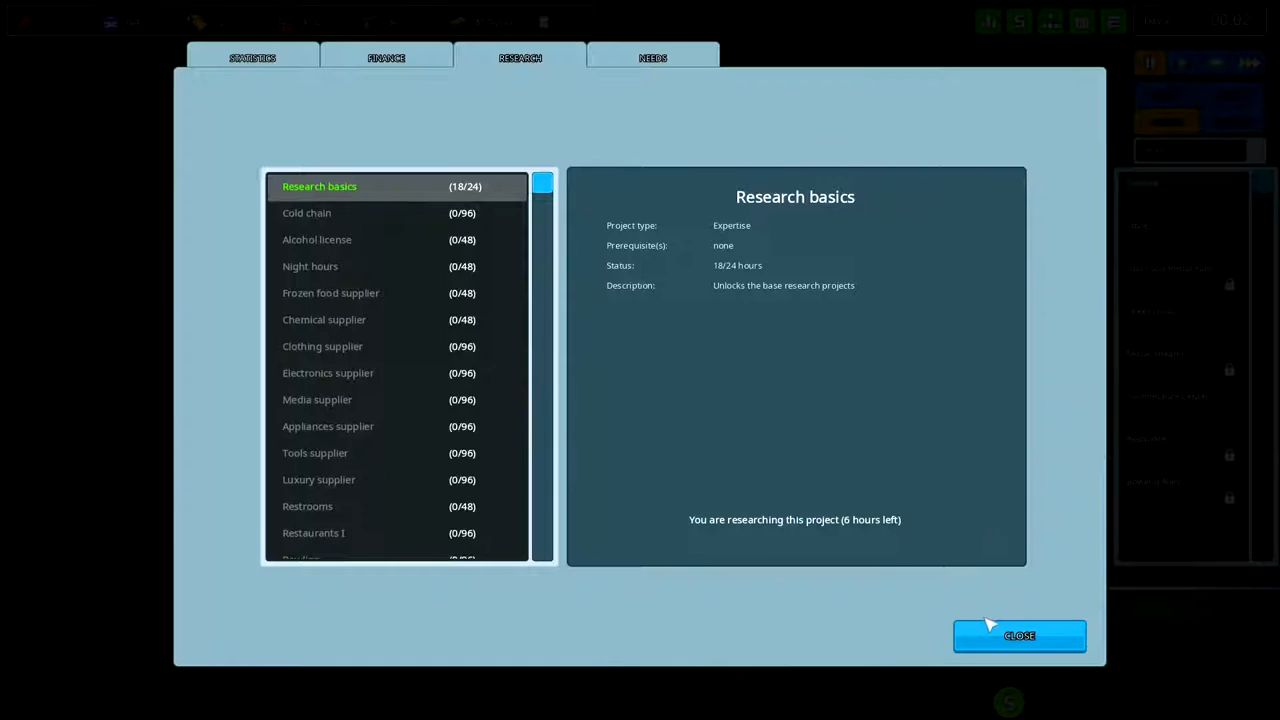 00:02
STATISTICS
FINANCE
RESEARCH
NEEDS
Research basics (18/24)
Cold chain (0/96)
Alcohol license (0/48)
Night hours (0/48)
Frozen food supplier (0/48)
Chemical supplier (0/48)
Clothing supplier (0/96)
Electronics supplier (0/96)
Media supplier (0/96)
Appliances supplier (0/96)
Tools supplier (0/96)
Luxury supplier (0/96)
Restrooms (0/48)
Restaurants I (0/96)
Research basics
Project type: Expertise
Prerequisite(s): none
Status: 18/24 hours
Description: Unlocks the base research projects
You are researching this project (6 hours left)
CLOSE